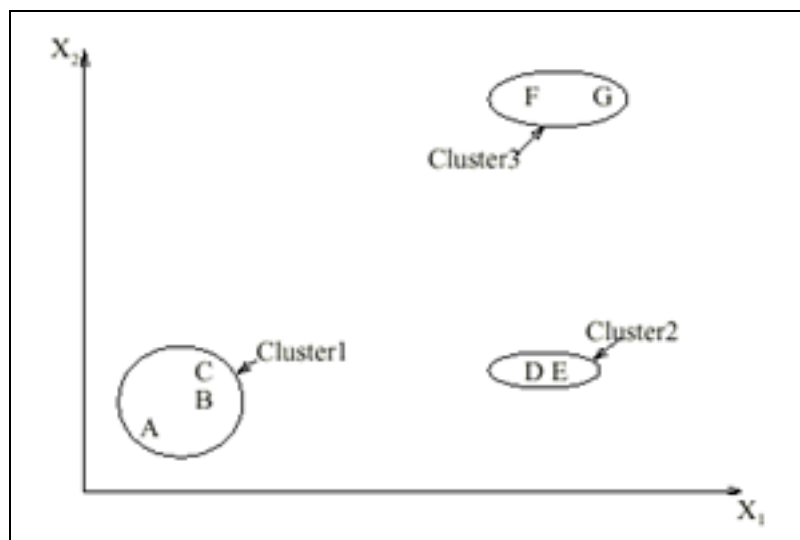 X₂
F G
Cluster3
Cluster2
Cluster1
D E
C
B
A
X₁